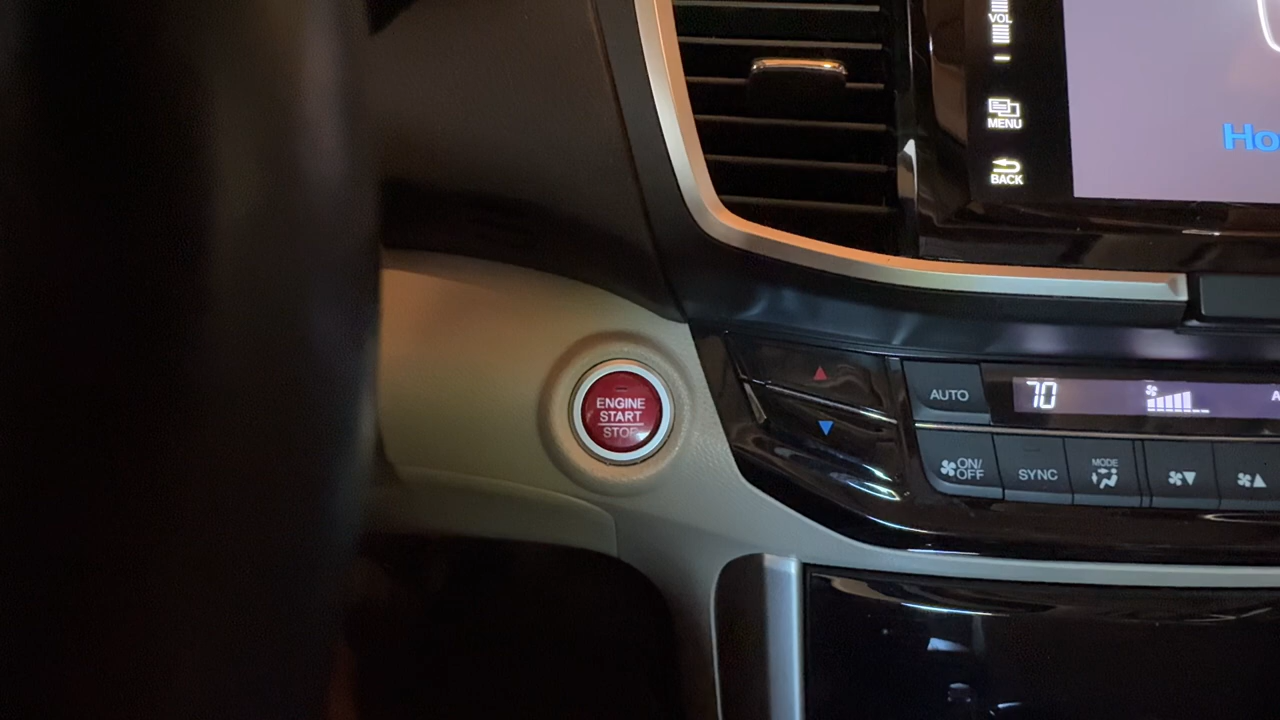 VOL
MENU
BACK
Ho
ENGINE
START
STOP
AUTO
70
A
ON/
OFF
SYNC
MODE